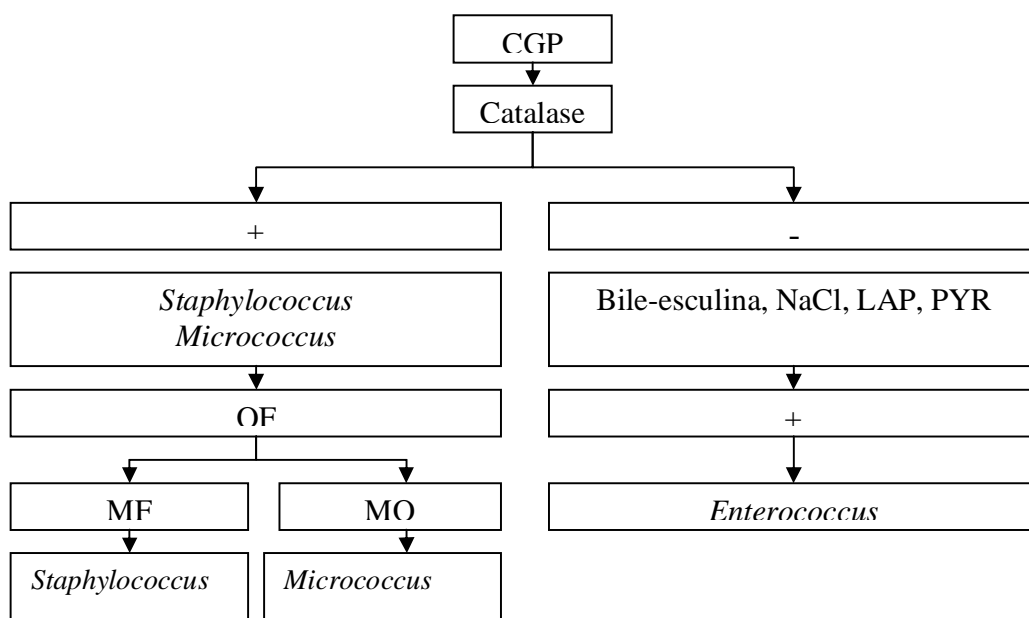 CGP
Catalase
+
-
Staphylococcus
Micrococcus
Bile-esculina, NaCl, LAP, PYR
OF
+
MF
MO
Enterococcus
Staphylococcus
Micrococcus